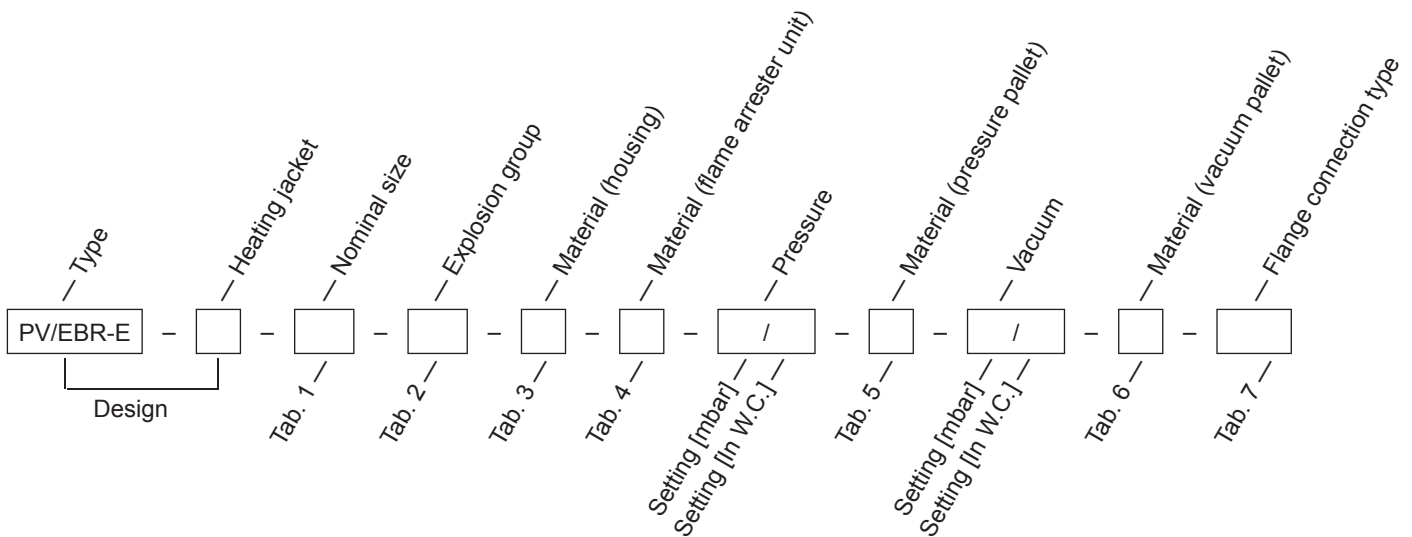 Type
Heating jacket
Nominal size
Explosion group
Material (housing)
Material (flame arrester unit)
Pressure
Material (pressure pallet)
Vacuum
Material (vacuum pallet)
Flange connection type
PV/EBR-E – – – – – – / – – / – –
Design
Tab. 1
Tab. 2
Tab. 3
Tab. 4
Setting [mbar]
Setting [In W.C.]
Tab. 5
Setting [mbar]
Setting [In W.C.]
Tab. 6
Tab. 7